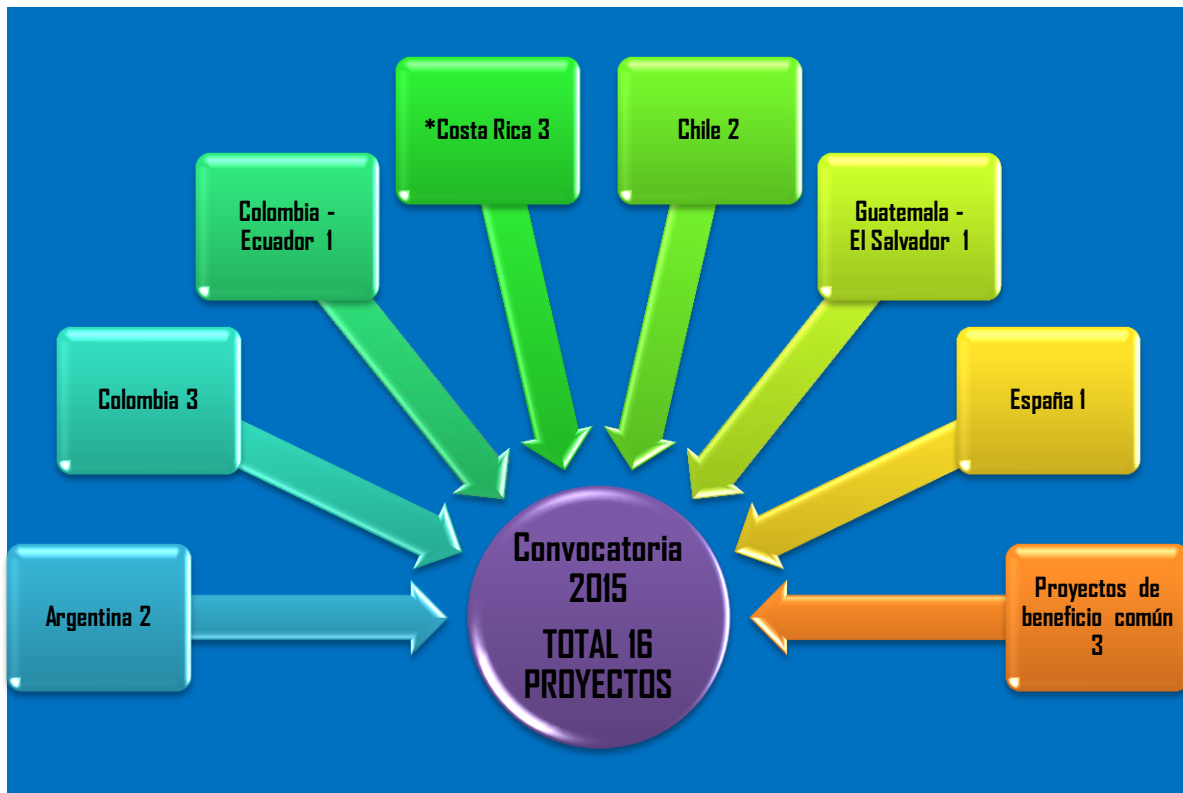 *Costa Rica 3
Chile 2
Colombia -
Ecuador 1
Guatemala -
El Salvador 1
Colombia 3
España 1
Argentina 2
Convocatoria
2015
TOTAL 16
PROYECTOS
Proyectos de
beneficio común
3